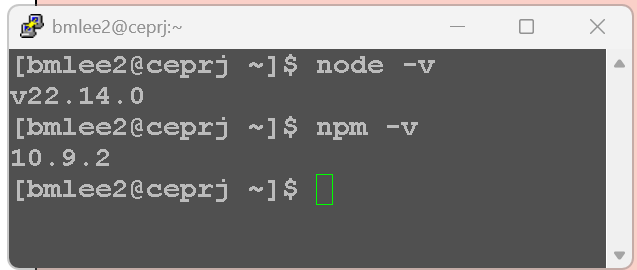 bmlee2@ceprj:~
[bmlee2@ceprj ~]$ node -v
v22.14.0
[bmlee2@ceprj ~]$ npm -v
10.9.2
[bmlee2@ceprj ~]$